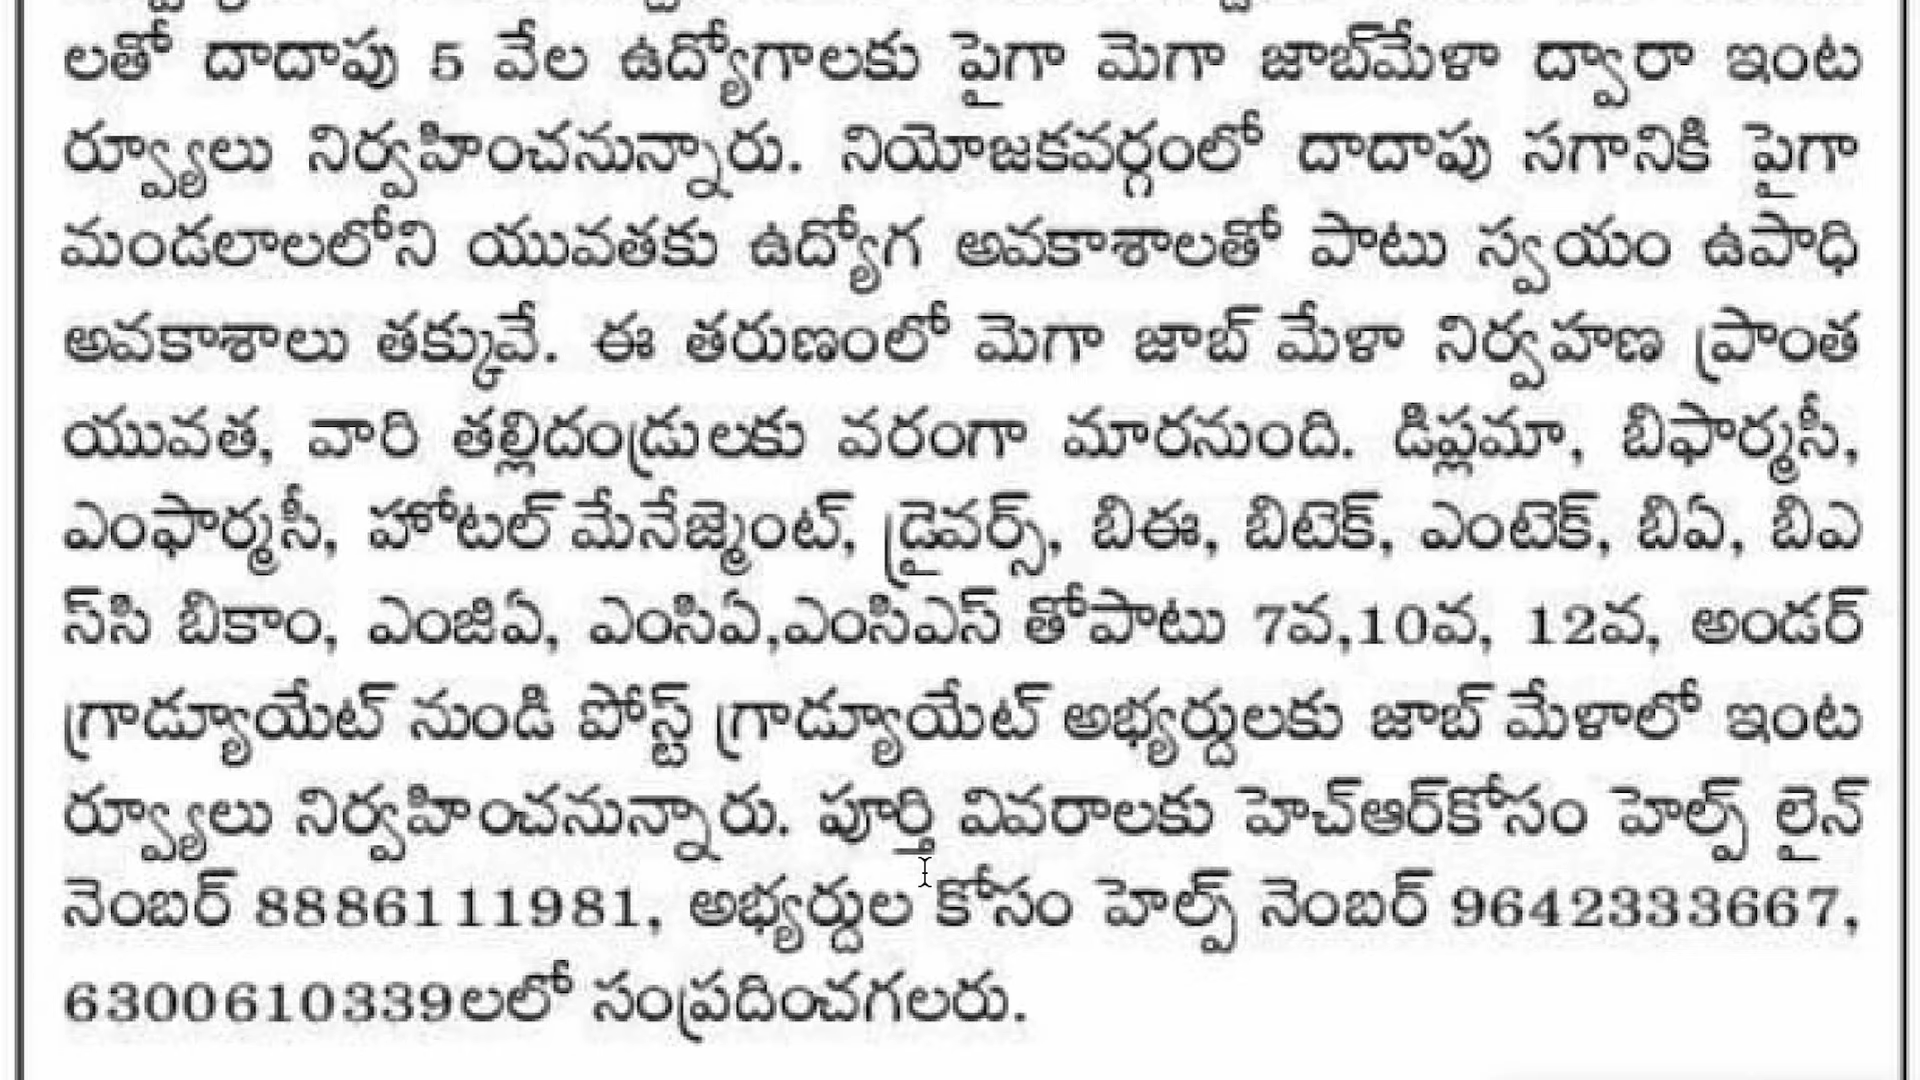 లతో దాదాపు 5 వేల ఉద్యోగాలకు పైగా మెగా జాబ్‌మేళా ద్వారా ఇంట
ర్వ్యూలు నిర్వహించనున్నారు. నియోజకవర్గంలో దాదాపు సగానికి పైగా
మండలాలలోని యువతకు ఉద్యోగ అవకాశాలతో పాటు స్వయం ఉపాధి
అవకాశాలు తక్కువే. ఈ తరుణంలో మెగా జాబ్ మేళా నిర్వహణ ప్రాంత
యువత, వారి తల్లిదండ్రులకు వరంగా మారనుంది. డిప్లమా, బిఫార్మసీ,
ఎంఫార్మసీ, హోటల్ మేనేజ్మెంట్, డ్రైవర్స్, బిఈ, బిటెక్, ఎంటెక్, బిఏ, బిఎ
స్‌సి బికాం, ఎంజిఏ, ఎంసిఏ,ఎంసిఎస్ తోపాటు 7వ,10వ, 12వ, అండర్
గ్రాడ్యూయేట్ నుండి పోస్ట్ గ్రాడ్యూయేట్ అభ్యర్దులకు జాబ్ మేళాలో ఇంట
ర్వ్యూలు నిర్వహించనున్నారు. పూర్తి వివరాలకు హెచ్ఆర్‌కోసం హెల్ప్ లైన్
నెంబర్ 8886111981, అభ్యర్దుల కోసం హెల్ప్ నెంబర్ 9642333667,
6300610339లలో సంప్రదించగలరు.